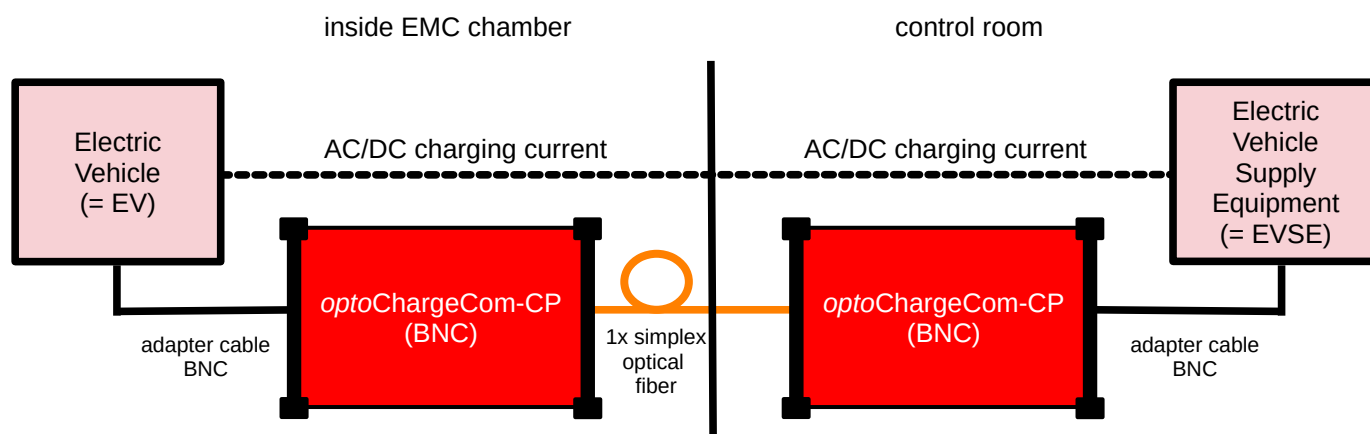 inside EMC chamber
control room
Electric
Vehicle
(= EV)
AC/DC charging current
AC/DC charging current
Electric
Vehicle
Supply
Equipment
(= EVSE)
optoChargeCom-CP
(BNC)
optoChargeCom-CP
(BNC)
adapter cable
BNC
1x simplex
optical
fiber
adapter cable
BNC